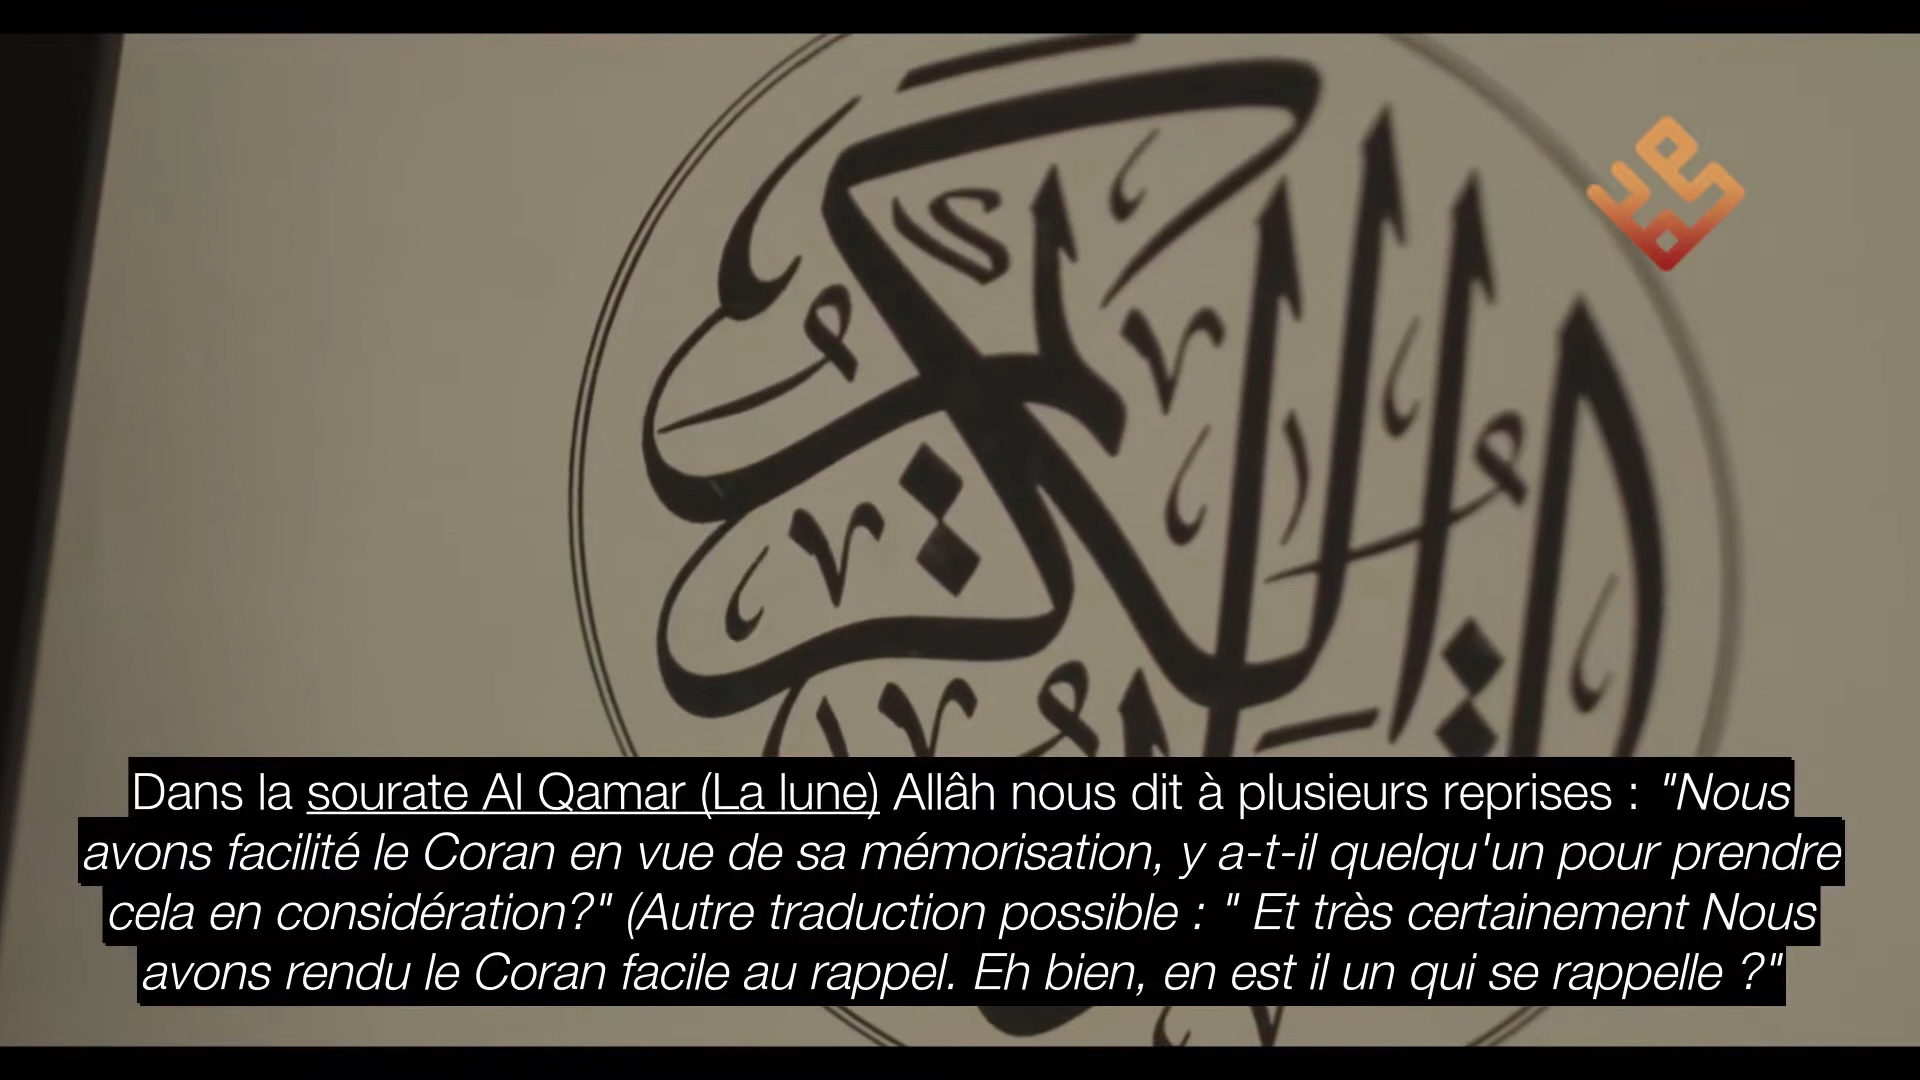 القرآن الكريم
Dans la sourate Al Qamar (La lune) Allâh nous dit à plusieurs reprises : "Nous
avons facilité le Coran en vue de sa mémorisation, y a-t-il quelqu'un pour prendre
cela en considération?" (Autre traduction possible : " Et très certainement Nous
avons rendu le Coran facile au rappel. Eh bien, en est il un qui se rappelle ?"